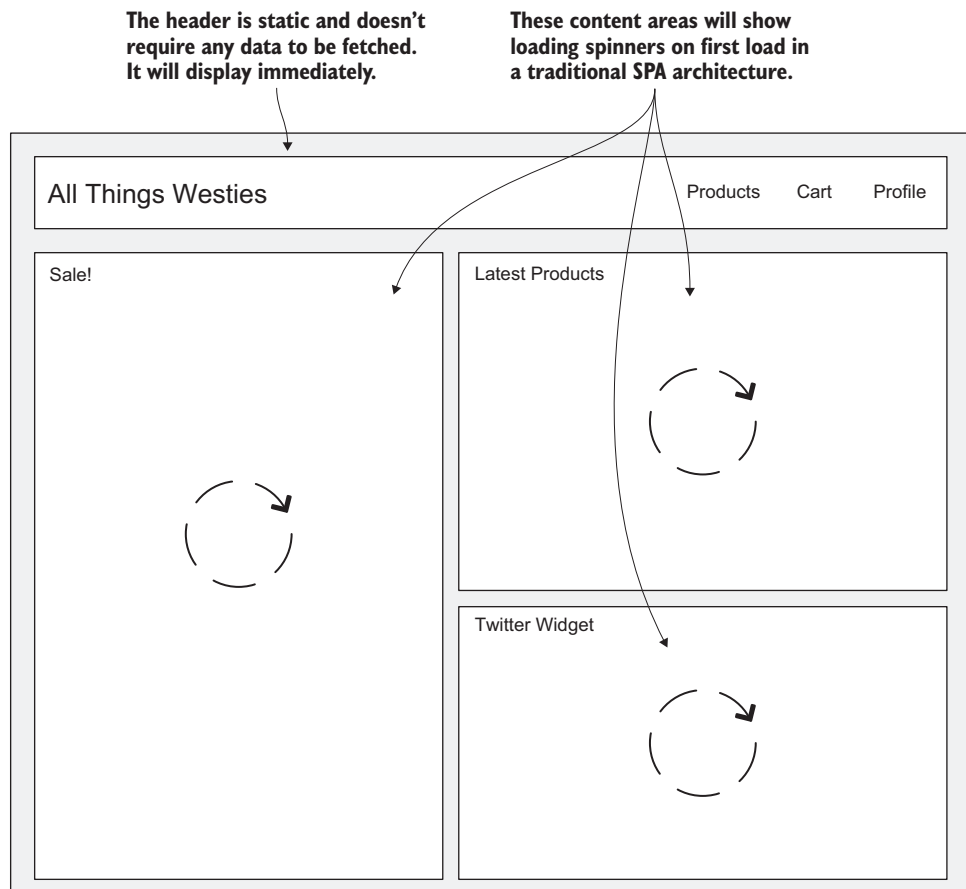 The header is static and doesn’t
require any data to be fetched.
It will display immediately.
These content areas will show
loading spinners on first load in
a traditional SPA architecture.
All Things Westies
Products Cart Profile
Sale!
Latest Products
Twitter Widget